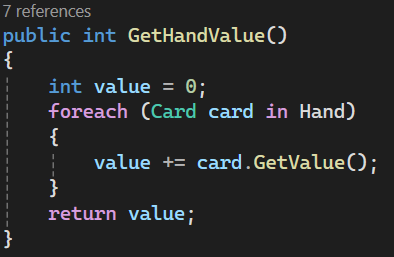 7 references
public int GetHandValue()
{
    int value = 0;
    foreach (Card card in Hand)
    {
        value += card.GetValue();
    }
    return value;
}